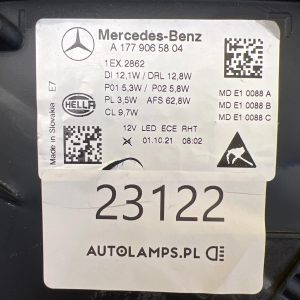 Mercedes-Benz
A 177 906 58 04
1EX.2862
DI 12,1W / DRL 12,8W
P01 5,3W / P02 5,8W
PL 3,5W AFS 62,8W
CL 9,7W
12V LED ECE RHT
01.10.21 08:02
MD E1 0088 A
MD E1 0088 B
MD E1 0088 C
HELLA
Made in Slovakia E7
23122
AUTOLAMPS.PL